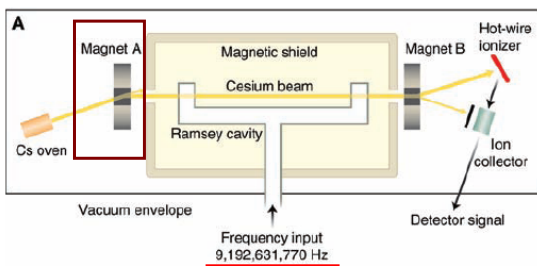 A
Magnet A
Magnetic shield
Magnet B
Hot-wire
ionizer
Cesium beam
Ramsey cavity
Cs oven
Ion
collector
Vacuum envelope
Detector signal
Frequency input
9,192,631,770 Hz